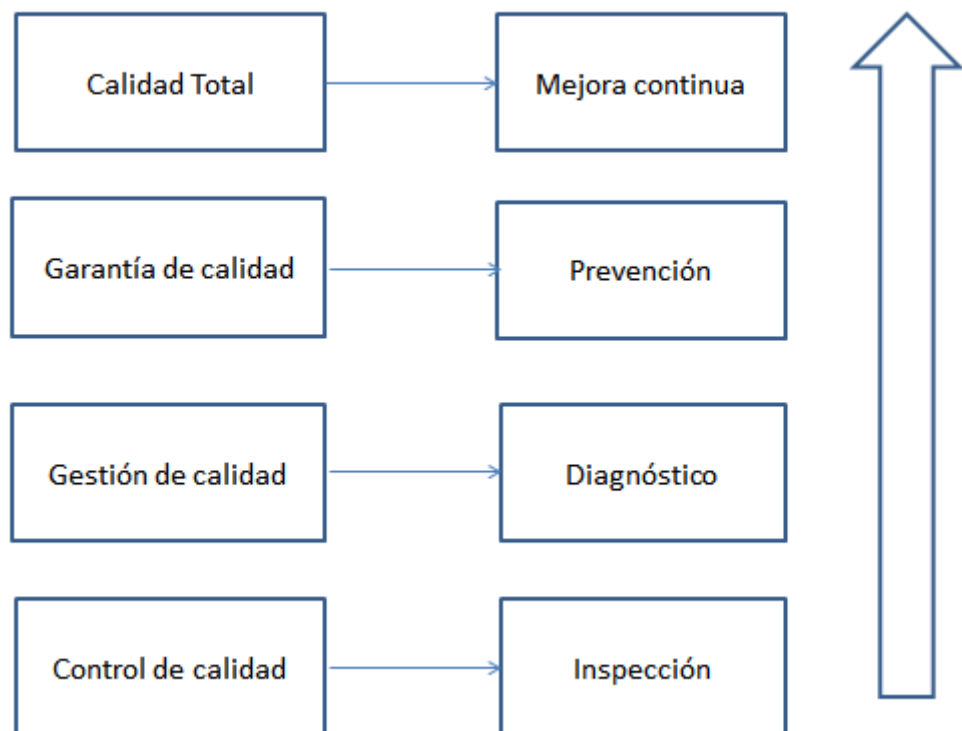 Calidad Total
Mejora continua
Garantía de calidad
Prevención
Gestión de calidad
Diagnóstico
Control de calidad
Inspección